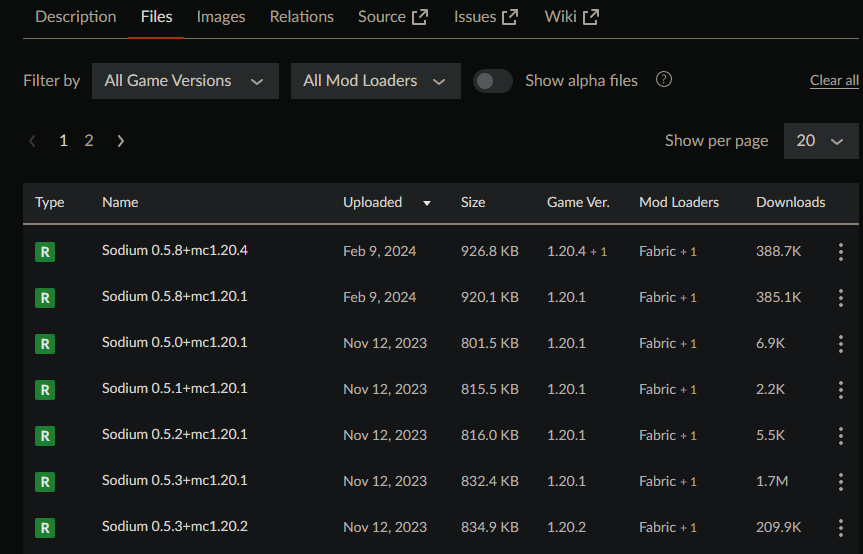 Description Files Images Relations Source Issues Wiki
Filter by All Game Versions All Mod Loaders Show alpha files ? Clear all
1 2 Show per page 20
Type Name Uploaded Size Game Ver. Mod Loaders Downloads
R Sodium 0.5.8+mc1.20.4 Feb 9, 2024 926.8 KB 1.20.4 + 1 Fabric + 1 388.7K
R Sodium 0.5.8+mc1.20.1 Feb 9, 2024 920.1 KB 1.20.1 Fabric + 1 385.1K
R Sodium 0.5.0+mc1.20.1 Nov 12, 2023 801.5 KB 1.20.1 Fabric + 1 6.9K
R Sodium 0.5.1+mc1.20.1 Nov 12, 2023 815.5 KB 1.20.1 Fabric + 1 2.2K
R Sodium 0.5.2+mc1.20.1 Nov 12, 2023 816.0 KB 1.20.1 Fabric + 1 5.5K
R Sodium 0.5.3+mc1.20.1 Nov 12, 2023 832.4 KB 1.20.1 Fabric + 1 1.7M
R Sodium 0.5.3+mc1.20.2 Nov 12, 2023 834.9 KB 1.20.2 Fabric + 1 209.9K